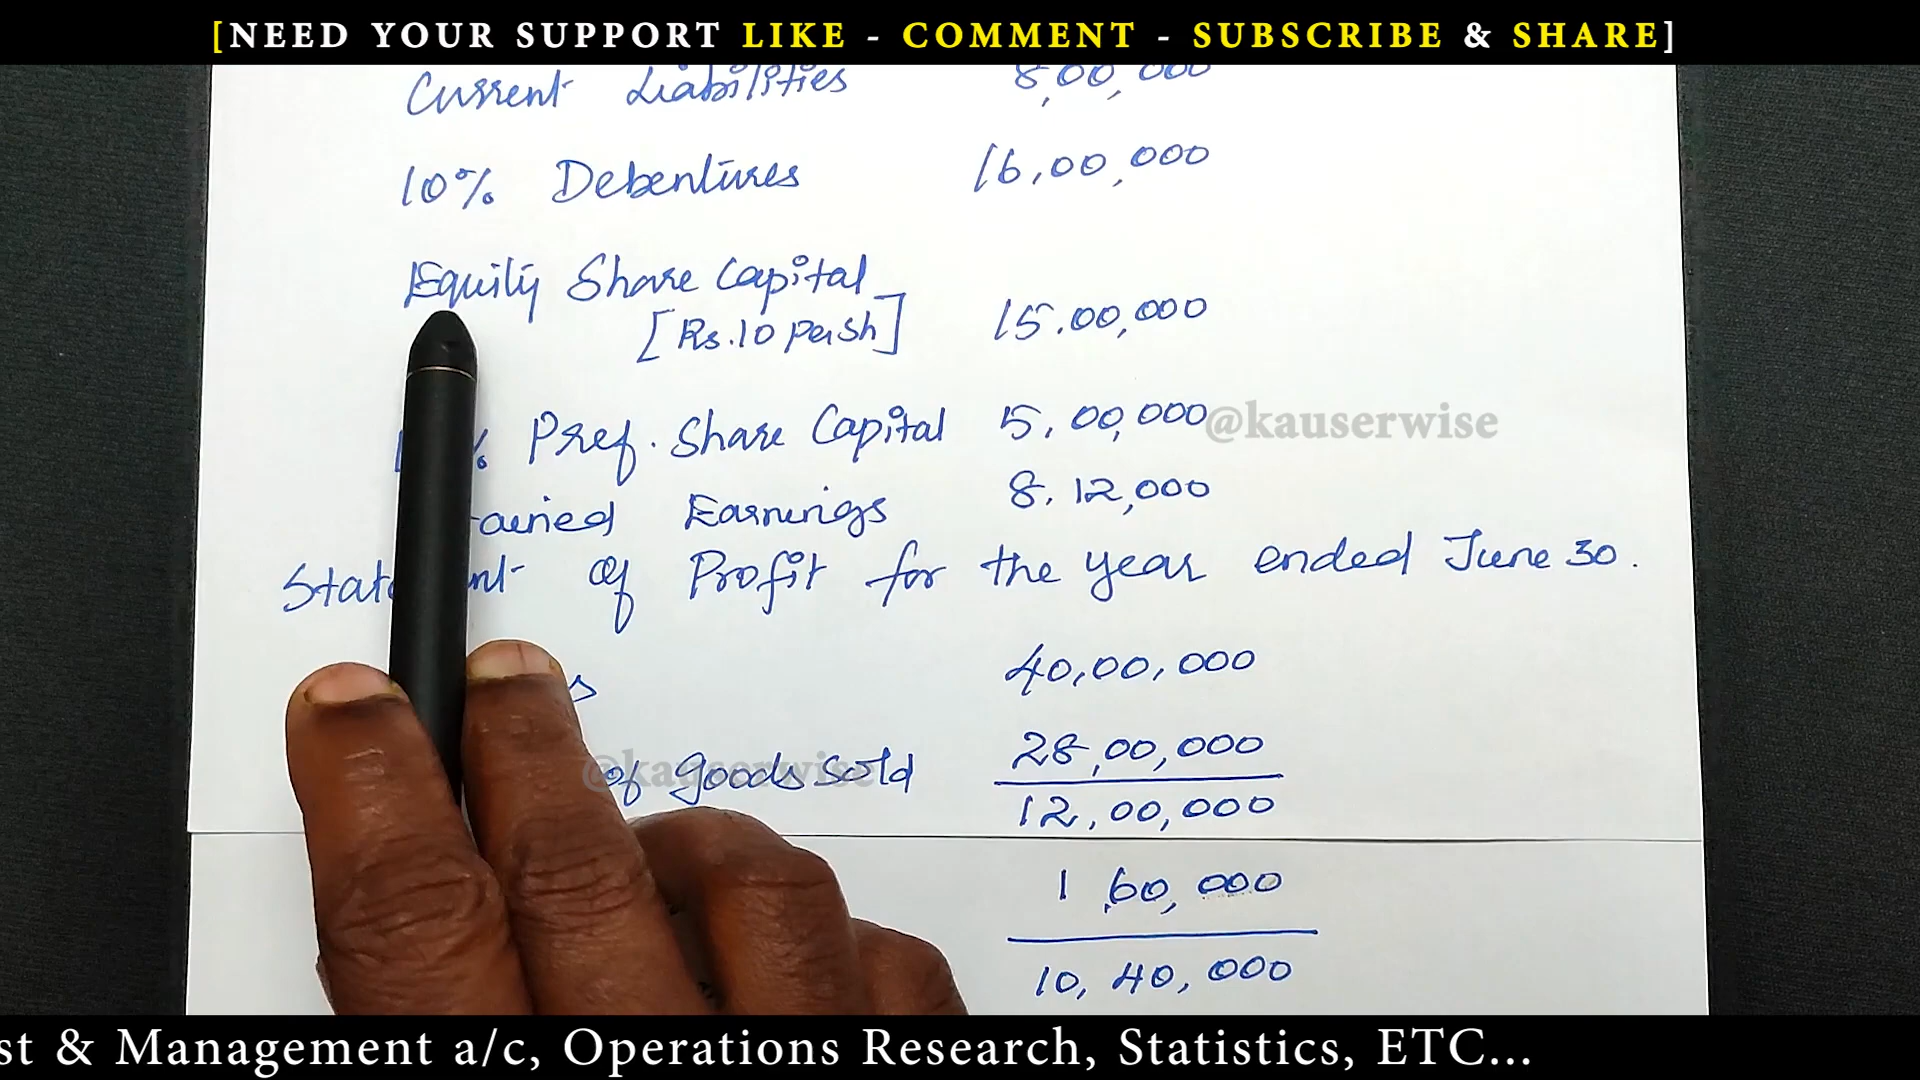 [NEED YOUR SUPPORT LIKE - COMMENT - SUBSCRIBE & SHARE]
Current Liabilities 8,00,000
10% Debentures 16,00,000
Equity Share Capital
[Rs.10 per sh] 15.00,000
% Pref. Share Capital 5,00,000
@kauserwise
Earnings 8,12,000
of Profit for the year ended June 30.
40,00,000
of goods sold 28,00,000
@kauserwise
12,00,000
1,60,000
10,40,000
& Management a/c, Operations Research, Statistics, ETC...